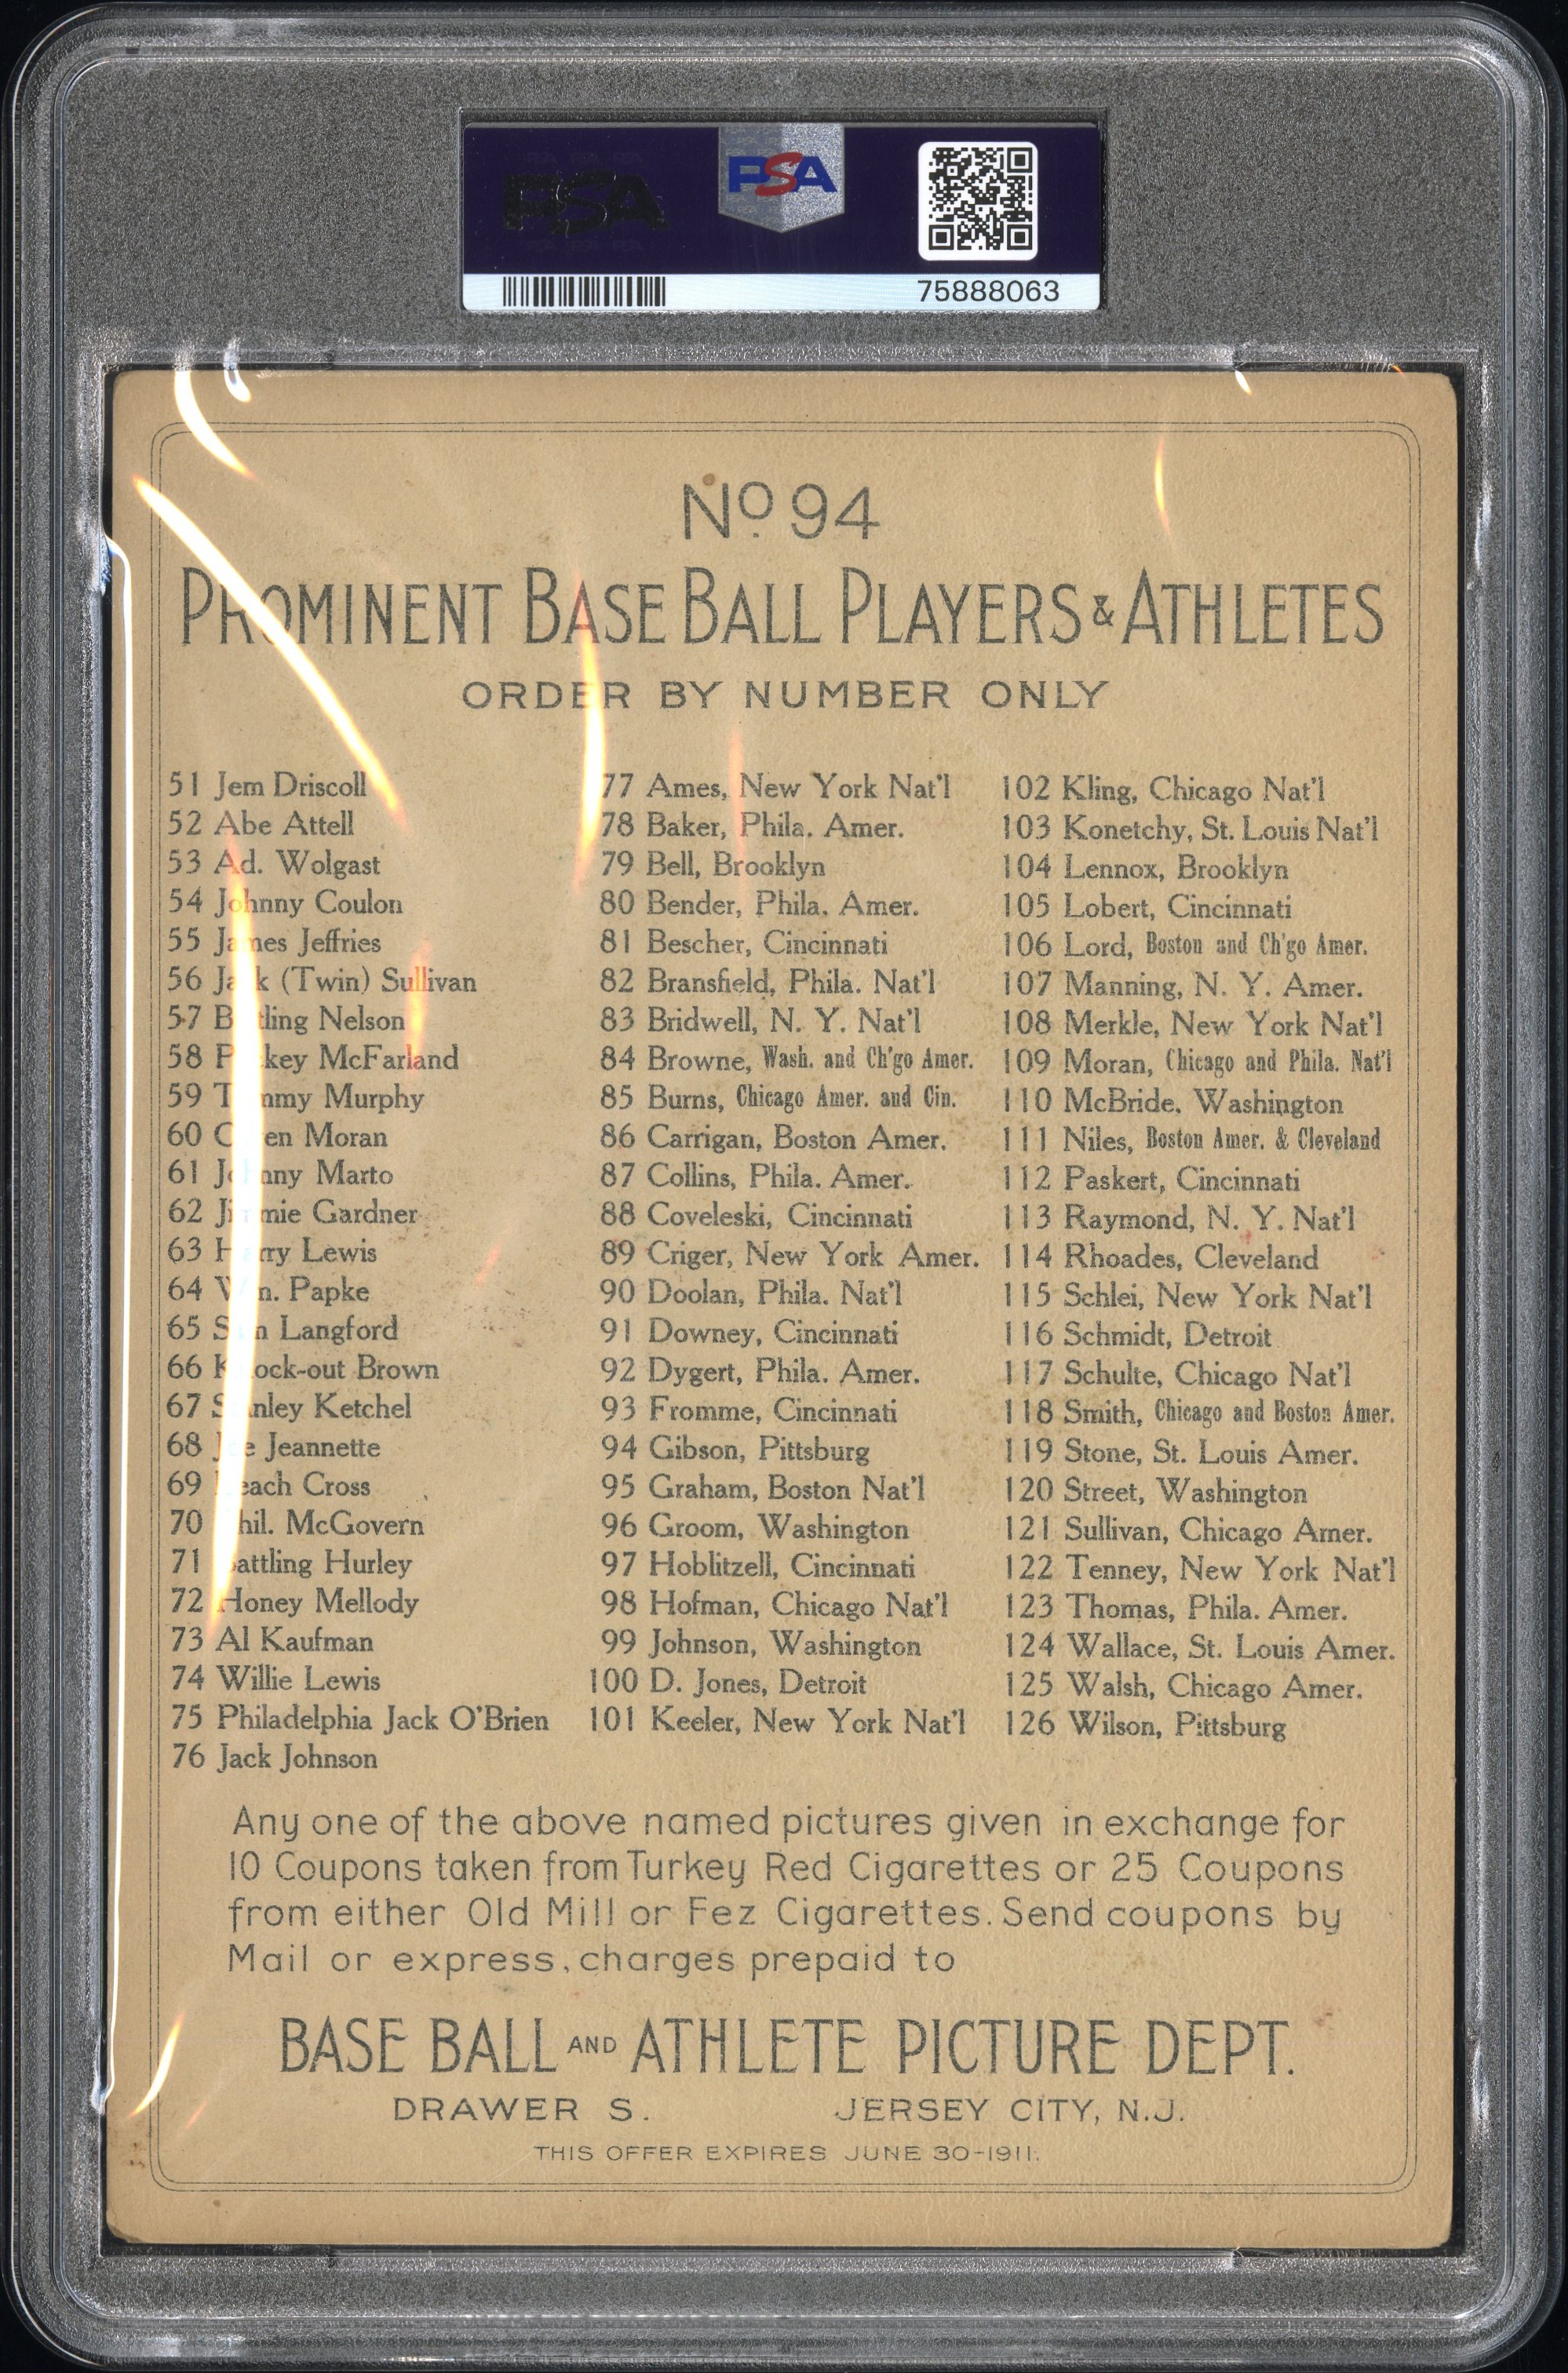 PSA
PSA
75888063
Nº 94
PROMINENT BASE BALL PLAYERS & ATHLETES
ORDER BY NUMBER ONLY
51 Jem Driscoll
52 Abe Attell
53 Ad. Wolgast
54 Johnny Coulon
55 James Jeffries
56 Jack (Twin) Sullivan
57 Battling Nelson
58 Packey McFarland
59 Tommy Murphy
60 Owen Moran
61 Johnny Marto
62 Jimmie Gardner
63 Harry Lewis
64 Wm. Papke
65 Sam Langford
66 Knock-out Brown
67 Stanley Ketchel
68 Joe Jeannette
69 Leach Cross
70 Phil. McGovern
71 Battling Hurley
72 Honey Mellody
73 Al Kaufman
74 Willie Lewis
75 Philadelphia Jack O'Brien
76 Jack Johnson
77 Ames, New York Nat'l
78 Baker, Phila. Amer.
79 Bell, Brooklyn
80 Bender, Phila. Amer.
81 Bescher, Cincinnati
82 Bransfield, Phila. Nat'l
83 Bridwell, N. Y. Nat'l
84 Browne, Wash. and Ch'go Amer.
85 Burns, Chicago Amer. and Cin.
86 Carrigan, Boston Amer.
87 Collins, Phila. Amer.
88 Coveleski, Cincinnati
89 Criger, New York Amer.
90 Doolan, Phila. Nat'l
91 Downey, Cincinnati
92 Dygert, Phila. Amer.
93 Fromme, Cincinnati
94 Gibson, Pittsburg
95 Graham, Boston Nat'l
96 Groom, Washington
97 Hoblitzell, Cincinnati
98 Hofman, Chicago Nat'l
99 Johnson, Washington
100 D. Jones, Detroit
101 Keeler, New York Nat'l
102 Kling, Chicago Nat'l
103 Konetchy, St. Louis Nat'l
104 Lennox, Brooklyn
105 Lobert, Cincinnati
106 Lord, Boston and Ch'go Amer.
107 Manning, N. Y. Amer.
108 Merkle, New York Nat'l
109 Moran, Chicago and Phila. Nat'l
110 McBride, Washington
111 Niles, Boston Amer. & Cleveland
112 Paskert, Cincinnati
113 Raymond, N. Y. Nat'l
114 Rhoades, Cleveland
115 Schlei, New York Nat'l
116 Schmidt, Detroit
117 Schulte, Chicago Nat'l
118 Smith, Chicago and Boston Amer.
119 Stone, St. Louis Amer.
120 Street, Washington
121 Sullivan, Chicago Amer.
122 Tenney, New York Nat'l
123 Thomas, Phila. Amer.
124 Wallace, St. Louis Amer.
125 Walsh, Chicago Amer.
126 Wilson, Pittsburg
Any one of the above named pictures given in exchange for
10 Coupons taken from Turkey Red Cigarettes or 25 Coupons
from either Old Mill or Fez Cigarettes. Send coupons by
Mail or express, charges prepaid to
BASE BALL AND ATHLETE PICTURE DEPT.
DRAWER S. JERSEY CITY, N.J.
THIS OFFER EXPIRES JUNE 30-1911.